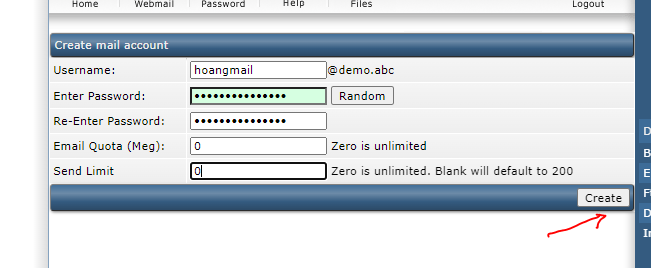 Home Webmail Password Help Files Logout
Create mail account
Username: hoangmail @demo.abc
Enter Password: ••••••••••••••• Random
Re-Enter Password: •••••••••••••••
Email Quota (Meg): 0 Zero is unlimited
Send Limit 0 Zero is unlimited. Blank will default to 200
Create